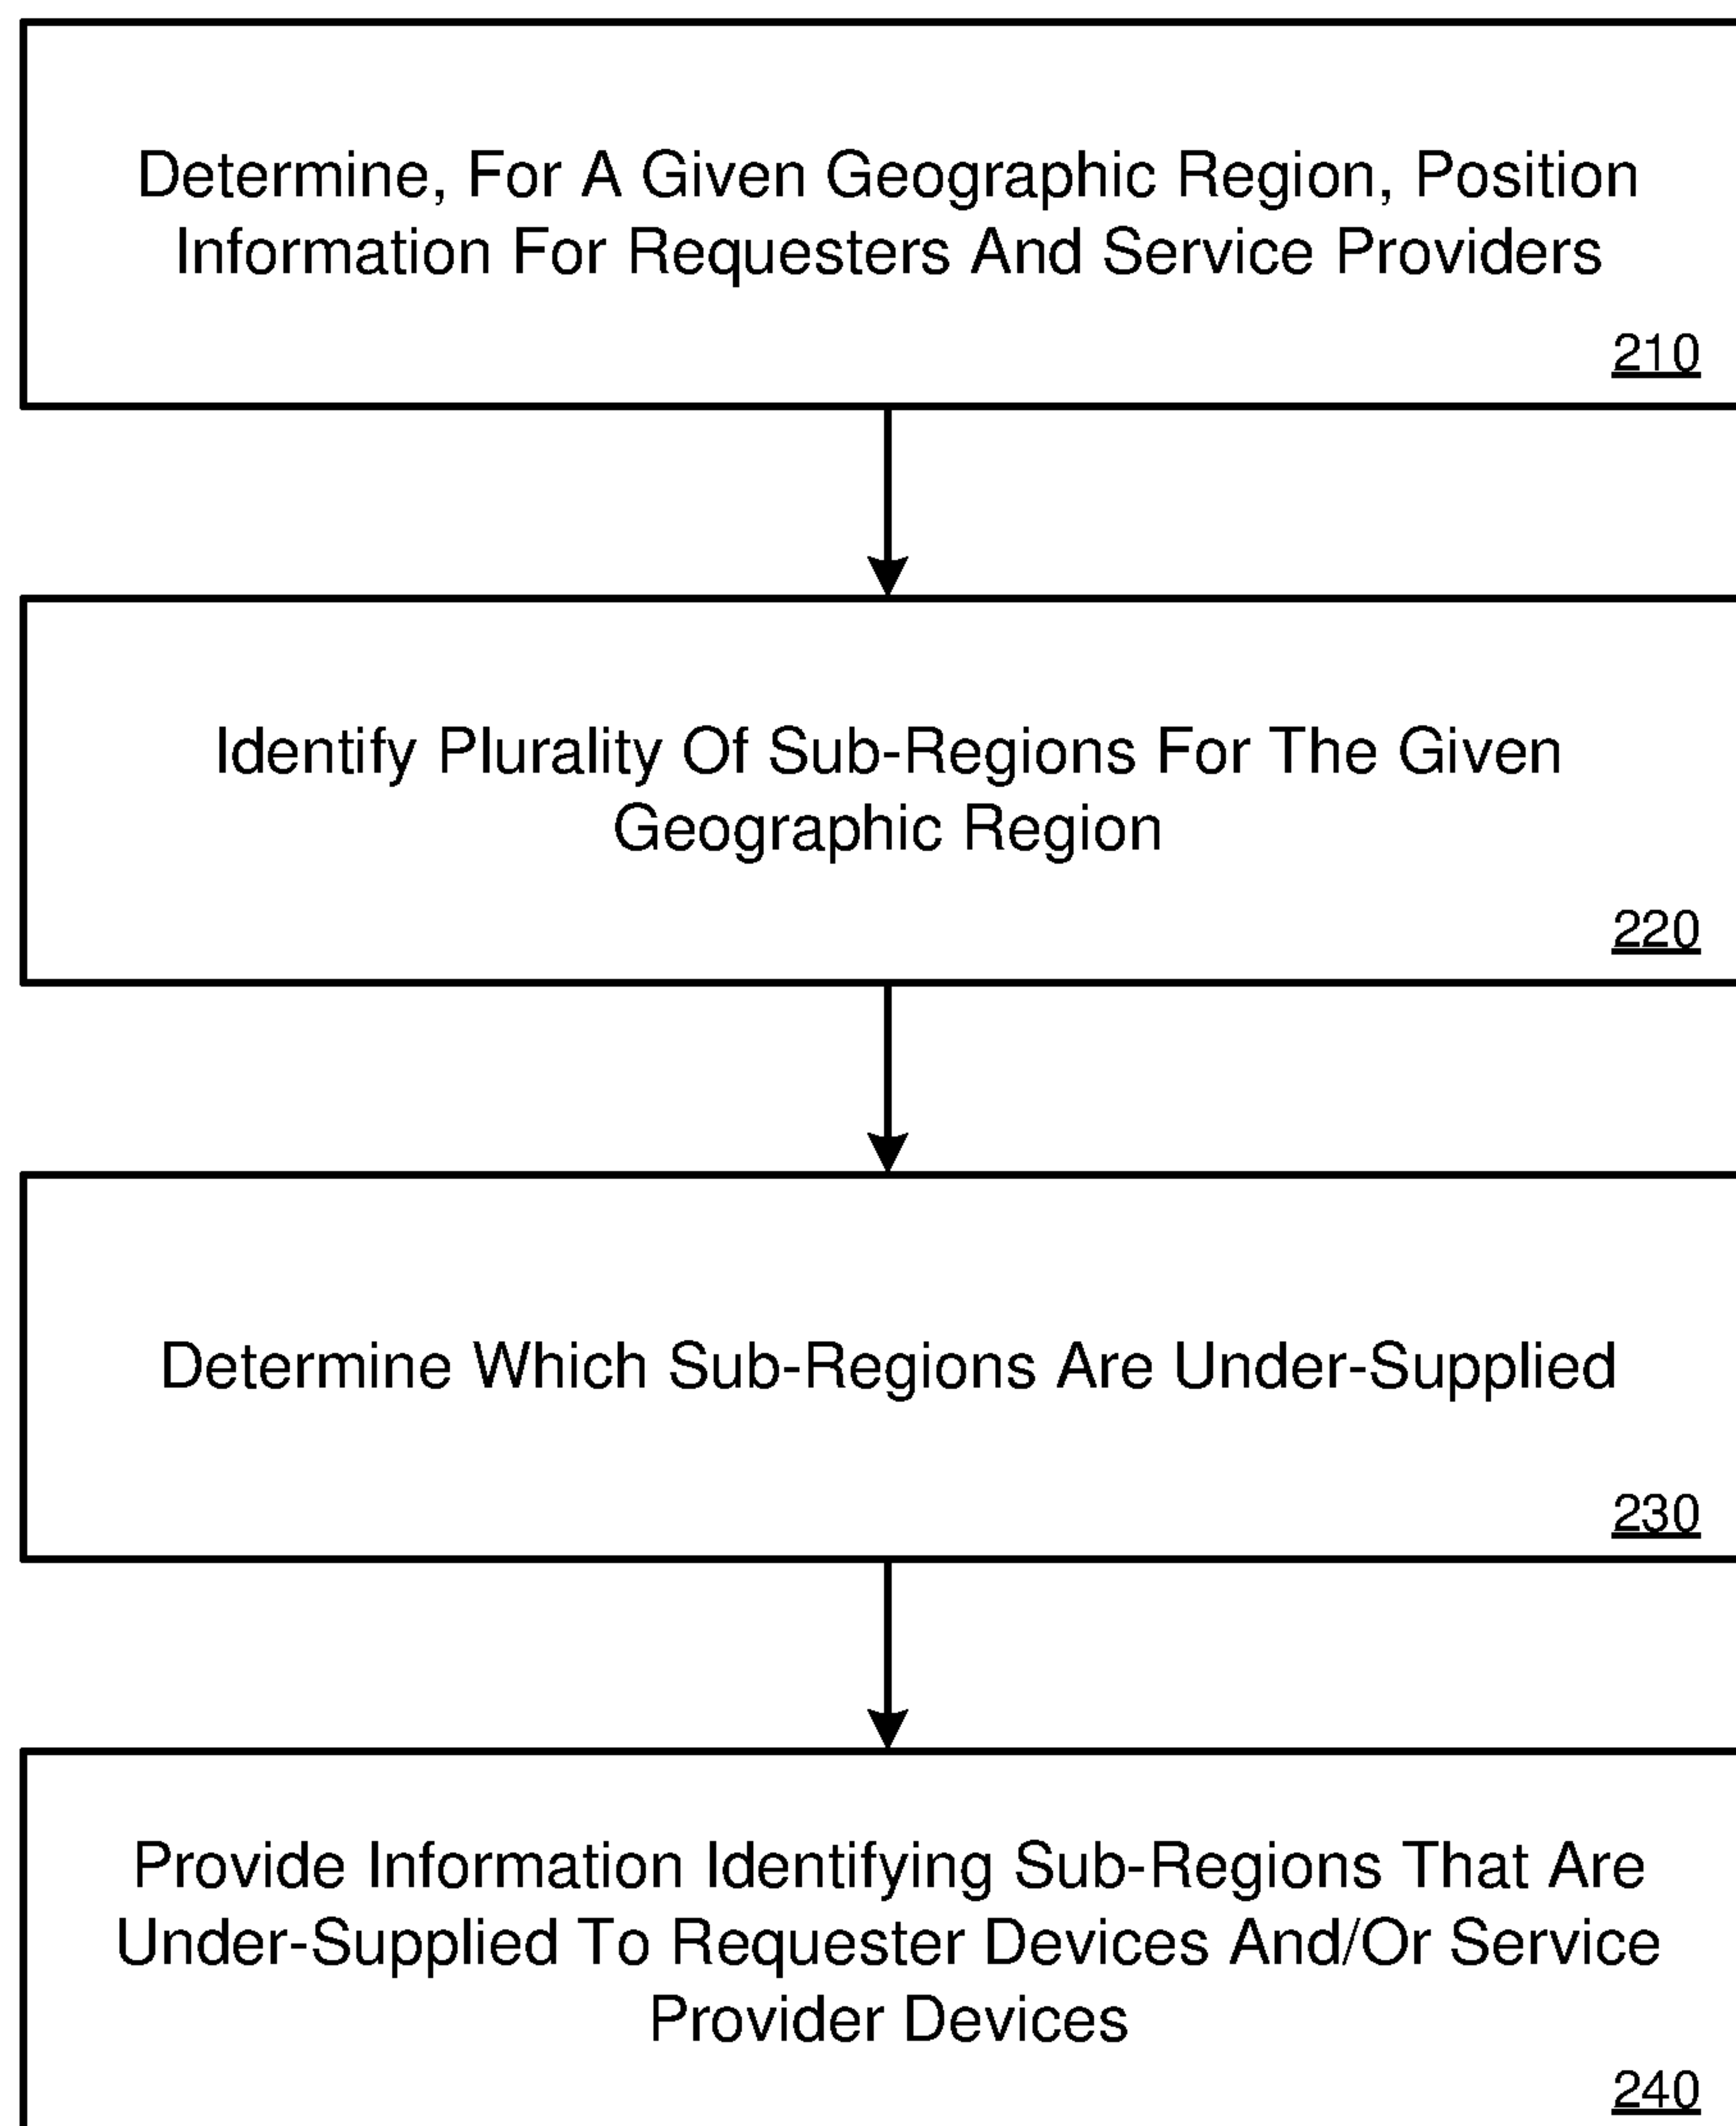 Determine, For A Given Geographic Region, Position
Information For Requesters And Service Providers
210
Identify Plurality Of Sub-Regions For The Given
Geographic Region
220
Determine Which Sub-Regions Are Under-Supplied
230
Provide Information Identifying Sub-Regions That Are
Under-Supplied To Requester Devices And/Or Service
Provider Devices
240